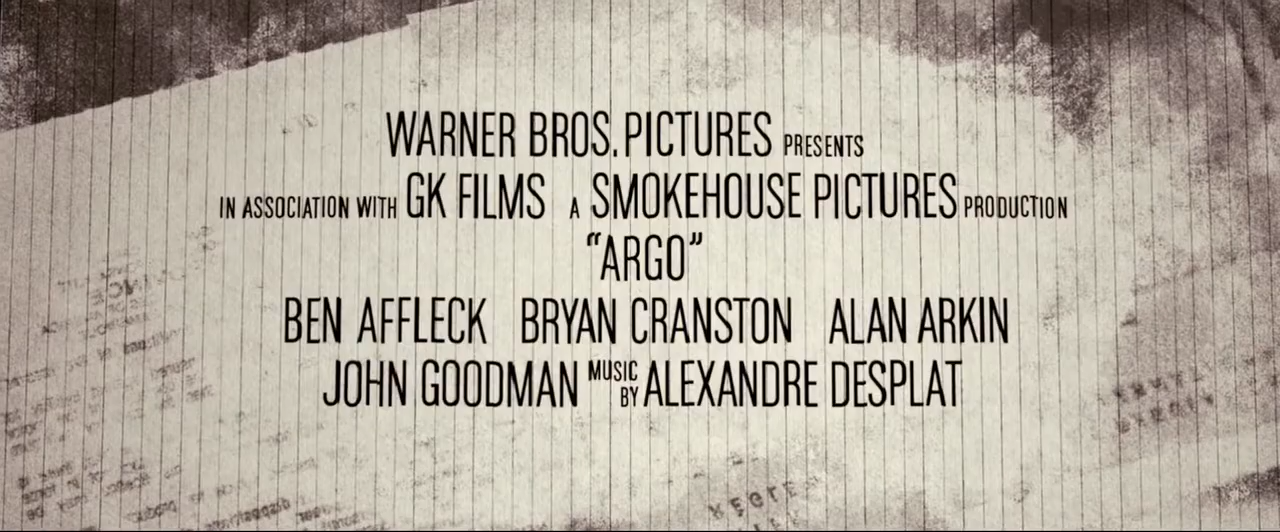 WARNER BROS. PICTURES PRESENTS
IN ASSOCIATION WITH GK FILMS A SMOKEHOUSE PICTURES PRODUCTION
“ARGO”
BEN AFFLECK BRYAN CRANSTON ALAN ARKIN
JOHN GOODMAN MUSIC BY ALEXANDRE DESPLAT